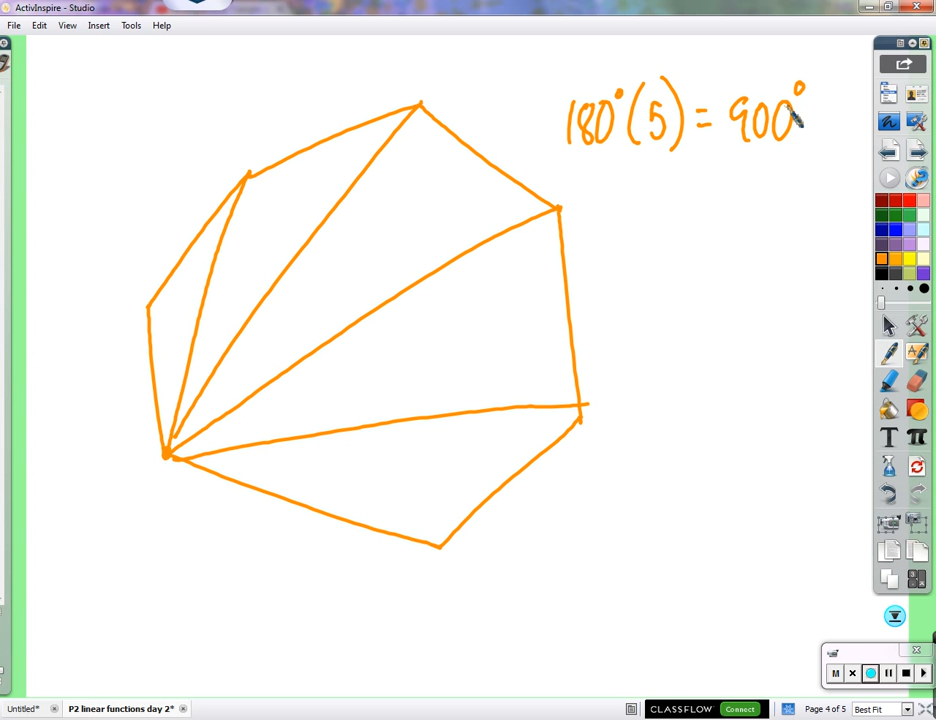 ActivInspire - Studio
File Edit View Insert Tools Help
180°(5) = 900°
Untitled* P2 linear functions day 2* CLASSFLOW Connect Page 4 of 5 Best Fit